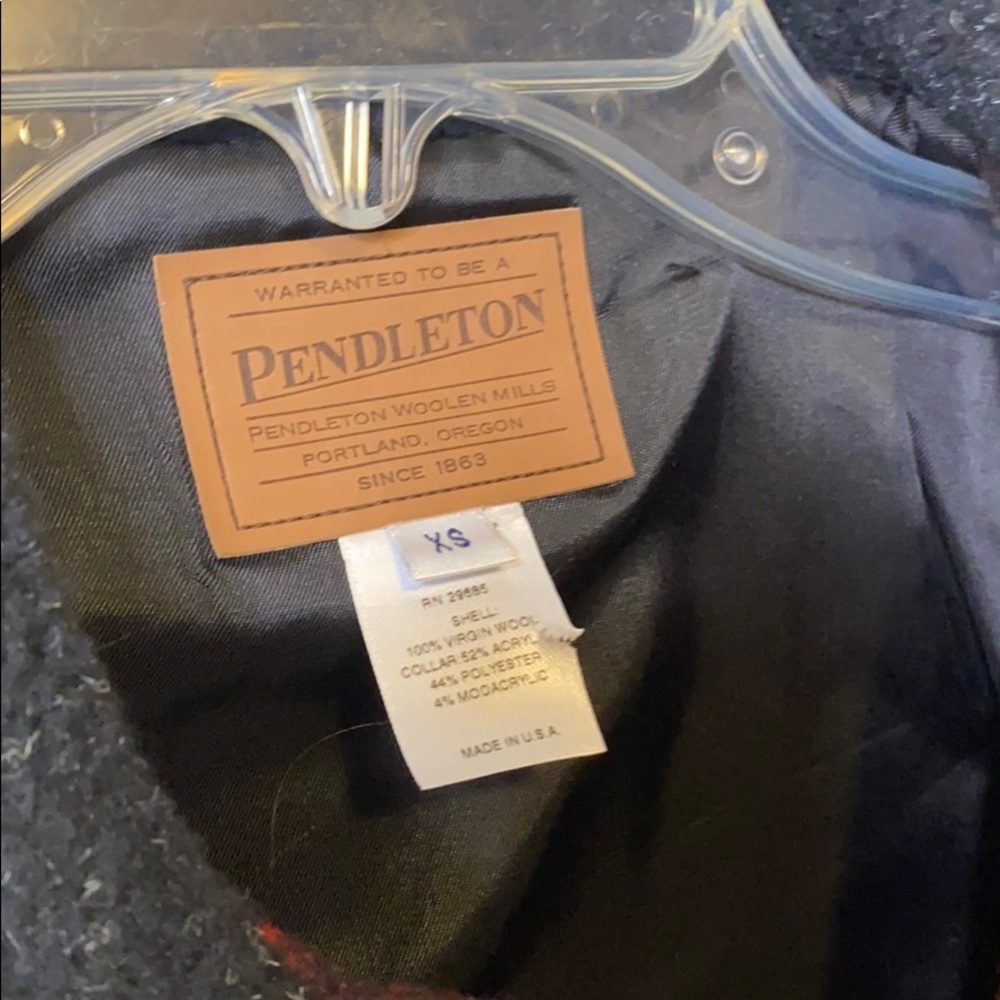 WARRANTED TO BE A
PENDLETON
PENDLETON WOOLEN MILLS
PORTLAND, OREGON
SINCE 1863
XS
RN 29685
SHELL:
100% VIRGIN WOOL
COLLAR:52% ACRYL
44% POLYESTER
4% MODACRYLIC
MADE IN U.S.A.